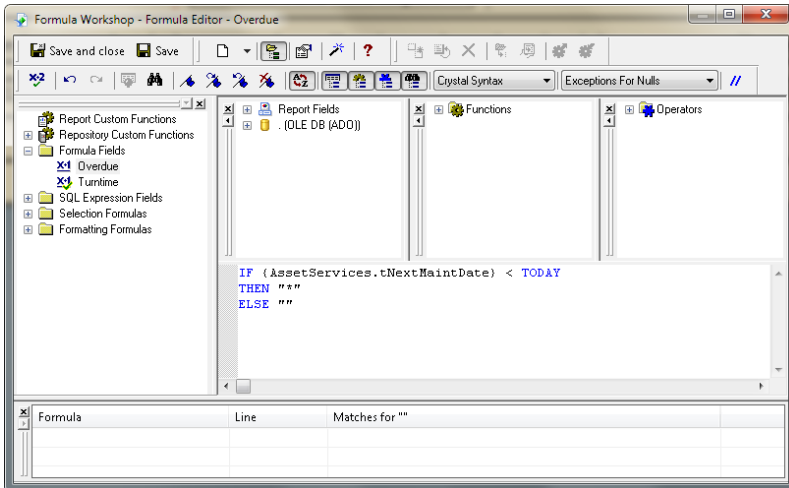 Formula Workshop - Formula Editor - Overdue
Save and close Save
Crystal Syntax Exceptions For Nulls
Report Custom Functions
Repository Custom Functions
Formula Fields
Overdue
Turntime
SQL Expression Fields
Selection Formulas
Formatting Formulas
Report Fields
. (OLE DB (ADO))
Functions
Operators
IF (AssetServices.tNextMaintDate) < TODAY
THEN "*"
ELSE ""
Formula Line Matches for ""